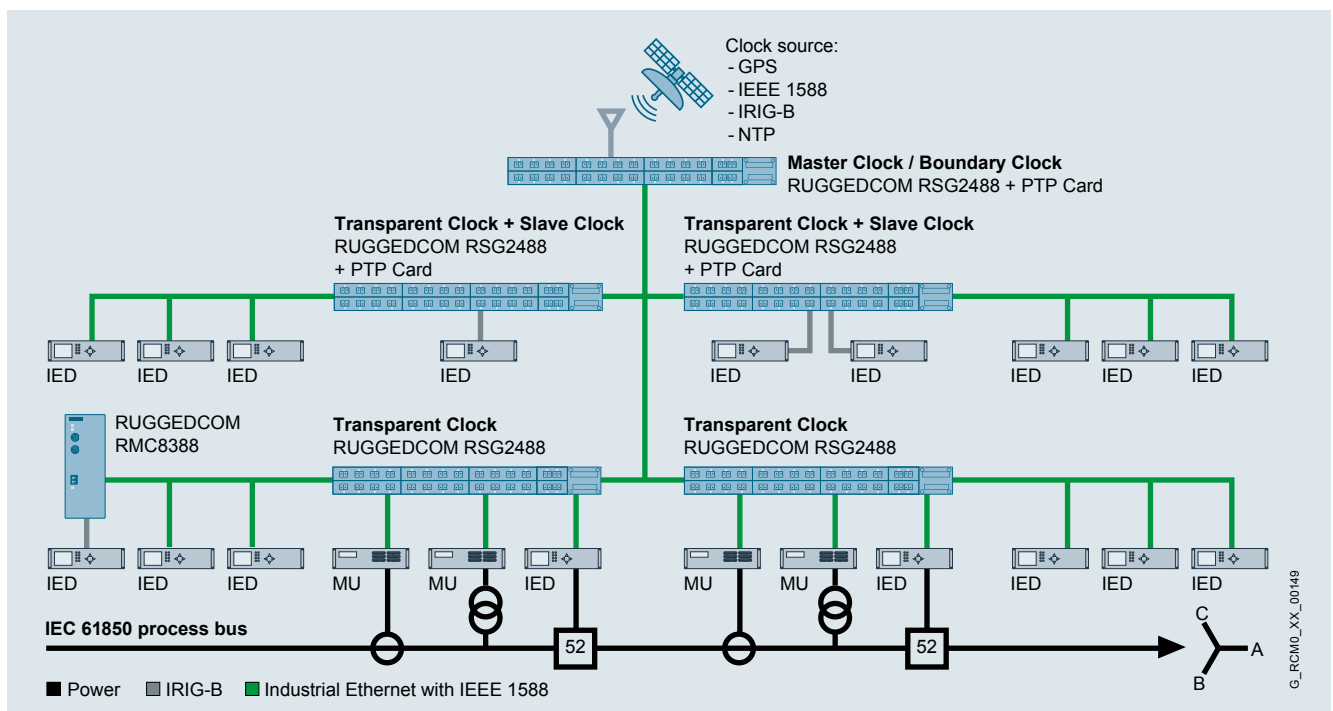 Clock source:
- GPS
- IEEE 1588
- IRIG-B
- NTP
Master Clock / Boundary Clock
RUGGEDCOM RSG2488 + PTP Card
Transparent Clock + Slave Clock
RUGGEDCOM RSG2488
+ PTP Card
Transparent Clock + Slave Clock
RUGGEDCOM RSG2488
+ PTP Card
IED
IED
IED
IED
IED
IED
IED
IED
IED
RUGGEDCOM
RMC8388
Transparent Clock
RUGGEDCOM RSG2488
Transparent Clock
RUGGEDCOM RSG2488
IED
IED
IED
MU
MU
IED
MU
MU
IED
IED
IED
IED
IEC 61850 process bus
52
52
C
A
B
Power
IRIG-B
Industrial Ethernet with IEEE 1588
G_RCM0_XX_00149